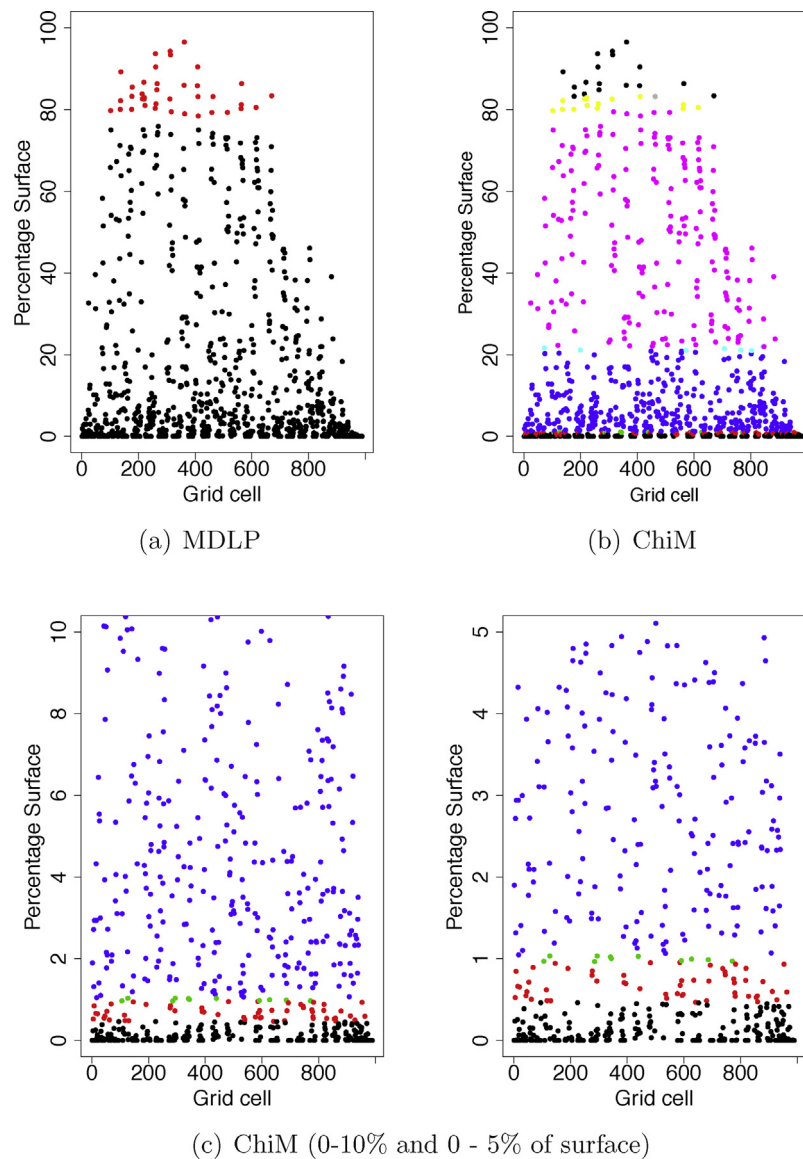 Percentage Surface
100
80
60
40
20
0
0 200 400 600 800
Grid cell
(a) MDLP
Percentage Surface
100
80
60
40
20
0
0 200 400 600 800
Grid cell
(b) ChiM
Percentage Surface
10
8
6
4
2
0
0 200 400 600 800
Grid cell
Percentage Surface
5
4
3
2
1
0
0 200 400 600 800
Grid cell
(c) ChiM (0-10% and 0 - 5% of surface)